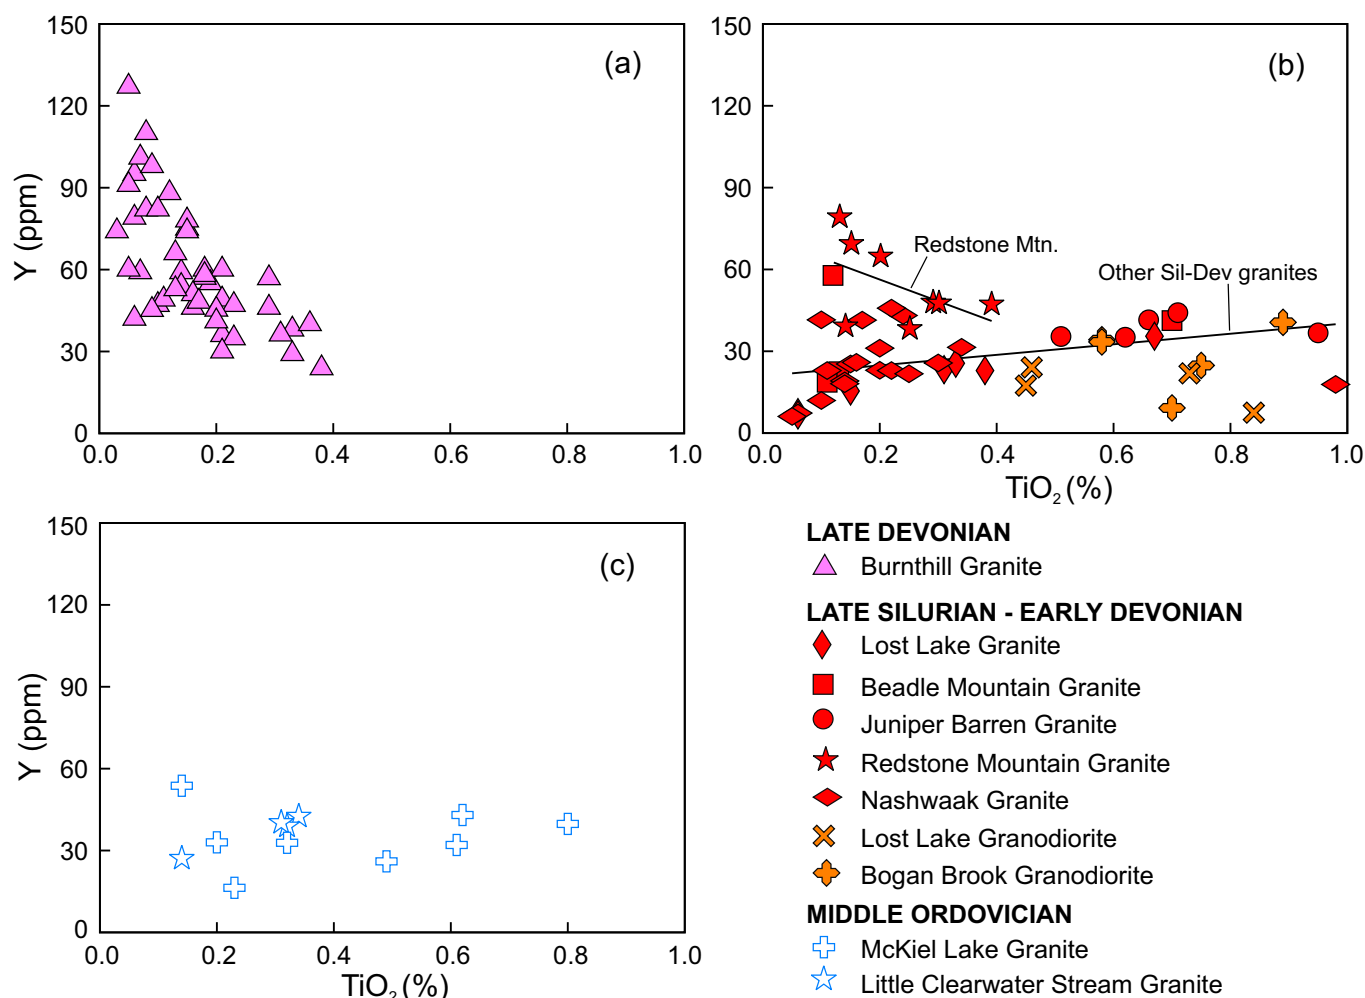 150
120
90
60
30
0
Y (ppm)
(a)
0.0 0.2 0.4 0.6 0.8 1.0
150
120
90
60
30
0
(b)
Redstone Mtn.
Other Sil-Dev granites
0.0 0.2 0.4 0.6 0.8 1.0
TiO2 (%)
150
120
90
60
30
0
Y (ppm)
(c)
0.0 0.2 0.4 0.6 0.8 1.0
TiO2 (%)
LATE DEVONIAN
Burnthill Granite
LATE SILURIAN - EARLY DEVONIAN
Lost Lake Granite
Beadle Mountain Granite
Juniper Barren Granite
Redstone Mountain Granite
Nashwaak Granite
Lost Lake Granodiorite
Bogan Brook Granodiorite
MIDDLE ORDOVICIAN
McKiel Lake Granite
Little Clearwater Stream Granite